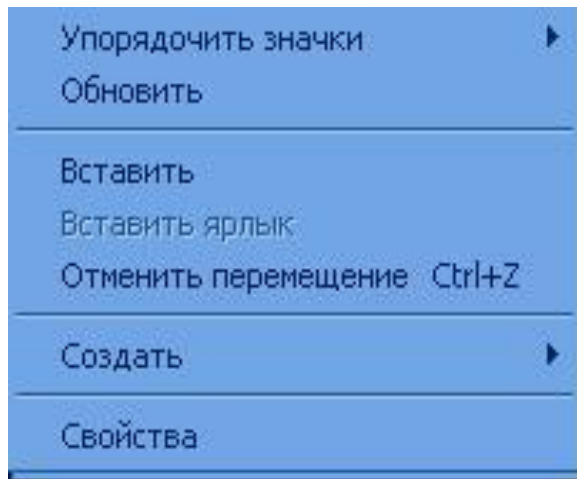 Упорядочить значки
Обновить
Вставить
Вставить ярлык
Отменить перемещение Ctrl+Z
Создать
Свойства